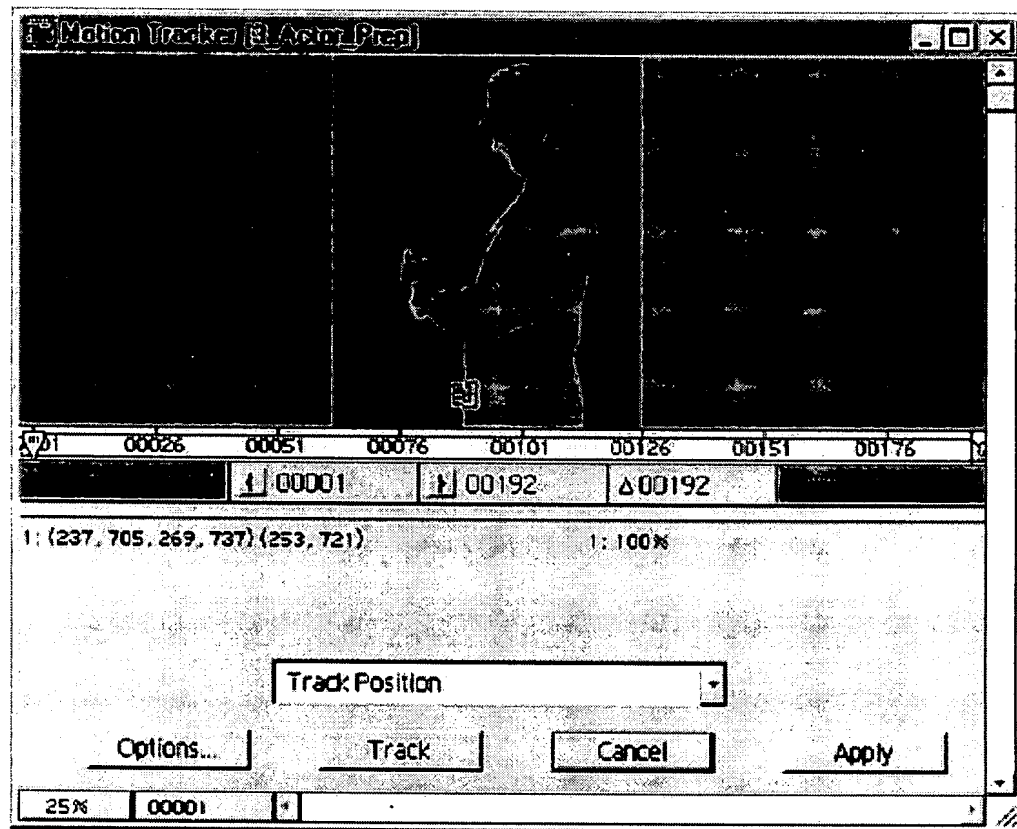 Motion Tracker [3_Actor_Prep]
00026 00051 00076 00101 00126 00151 00176
00001 00192 Δ00192
1: (237, 705, 269, 737) (253, 721) 1: 100%
Track Position
Options... Track Cancel Apply
25% 00001